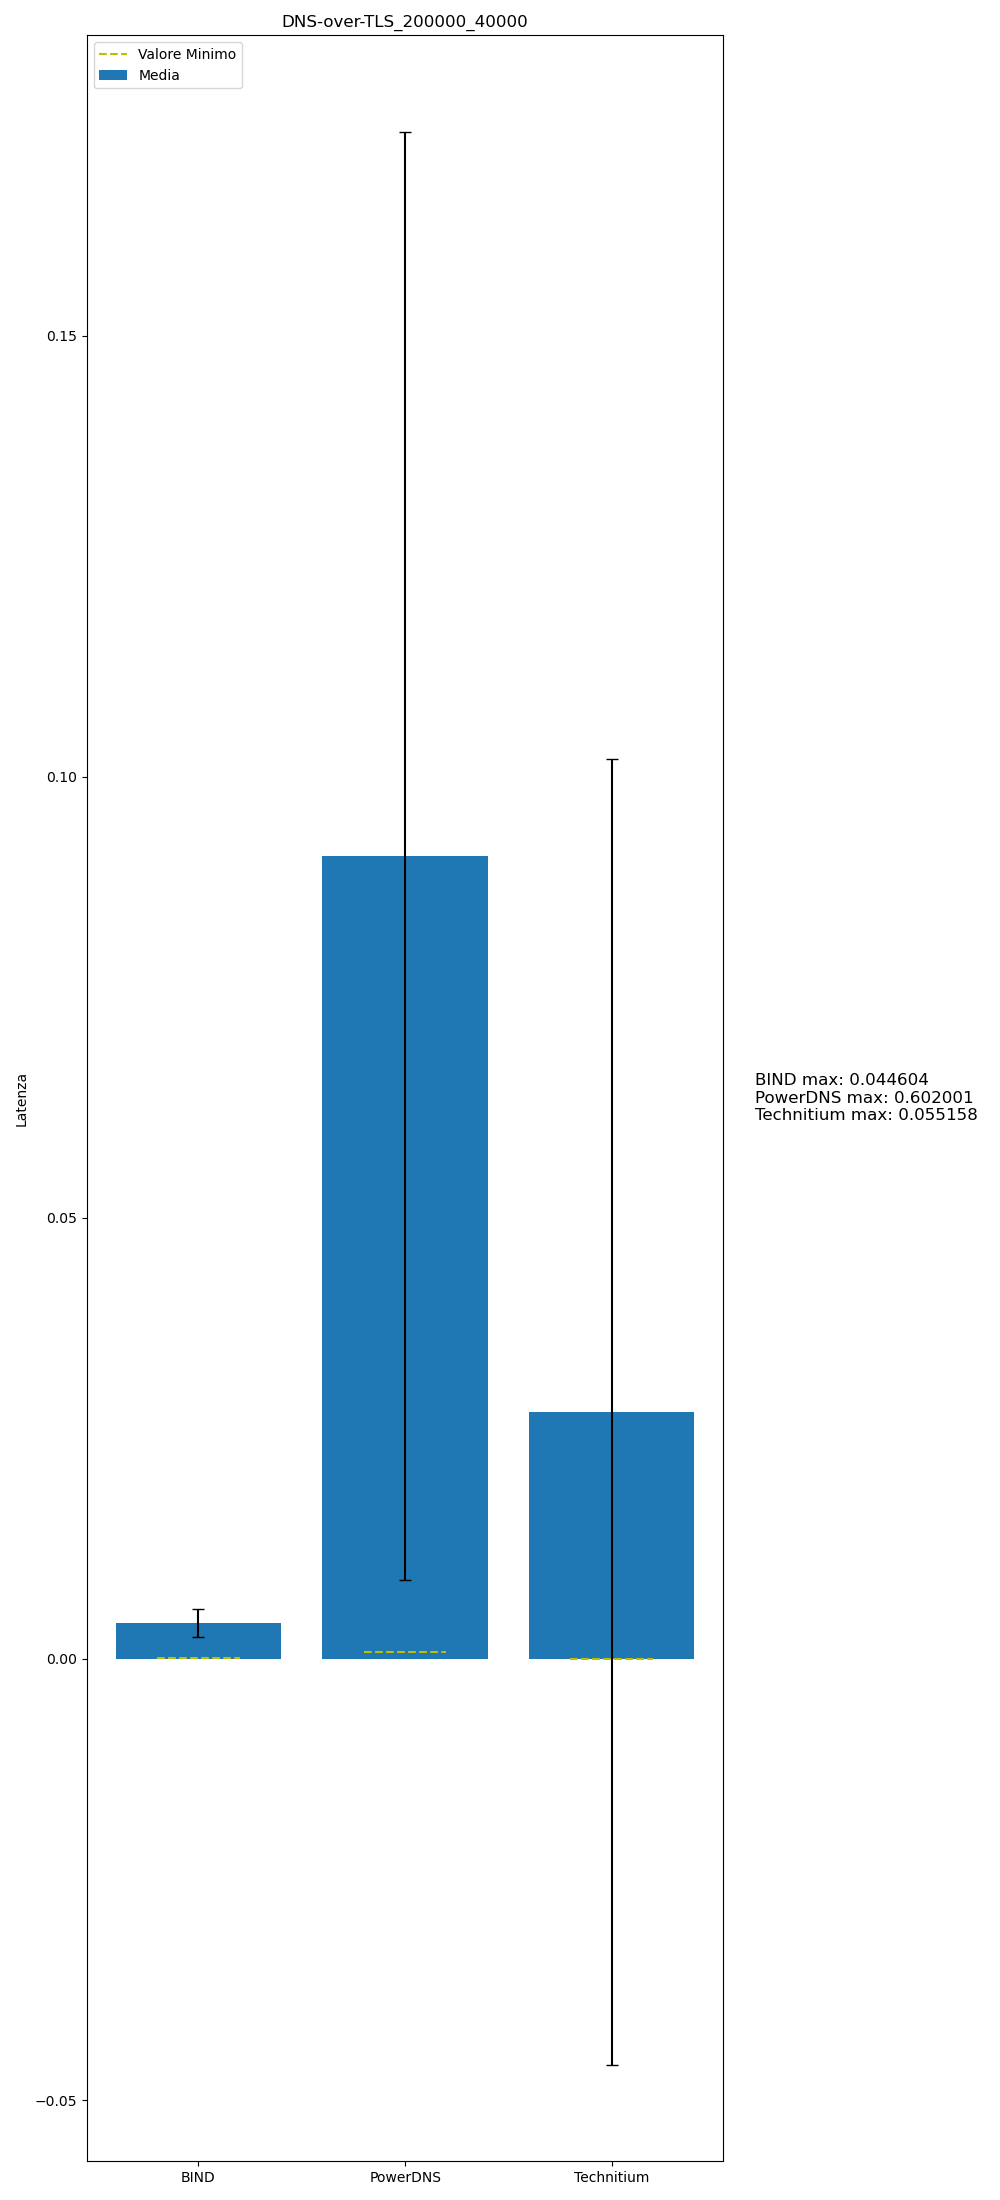 DNS-over-TLS_200000_40000
Valore Minimo
Media
0.15
0.10
0.05
0.00
−0.05
Latenza
BIND
PowerDNS
Technitium
BIND max: 0.044604
PowerDNS max: 0.602001
Technitium max: 0.055158